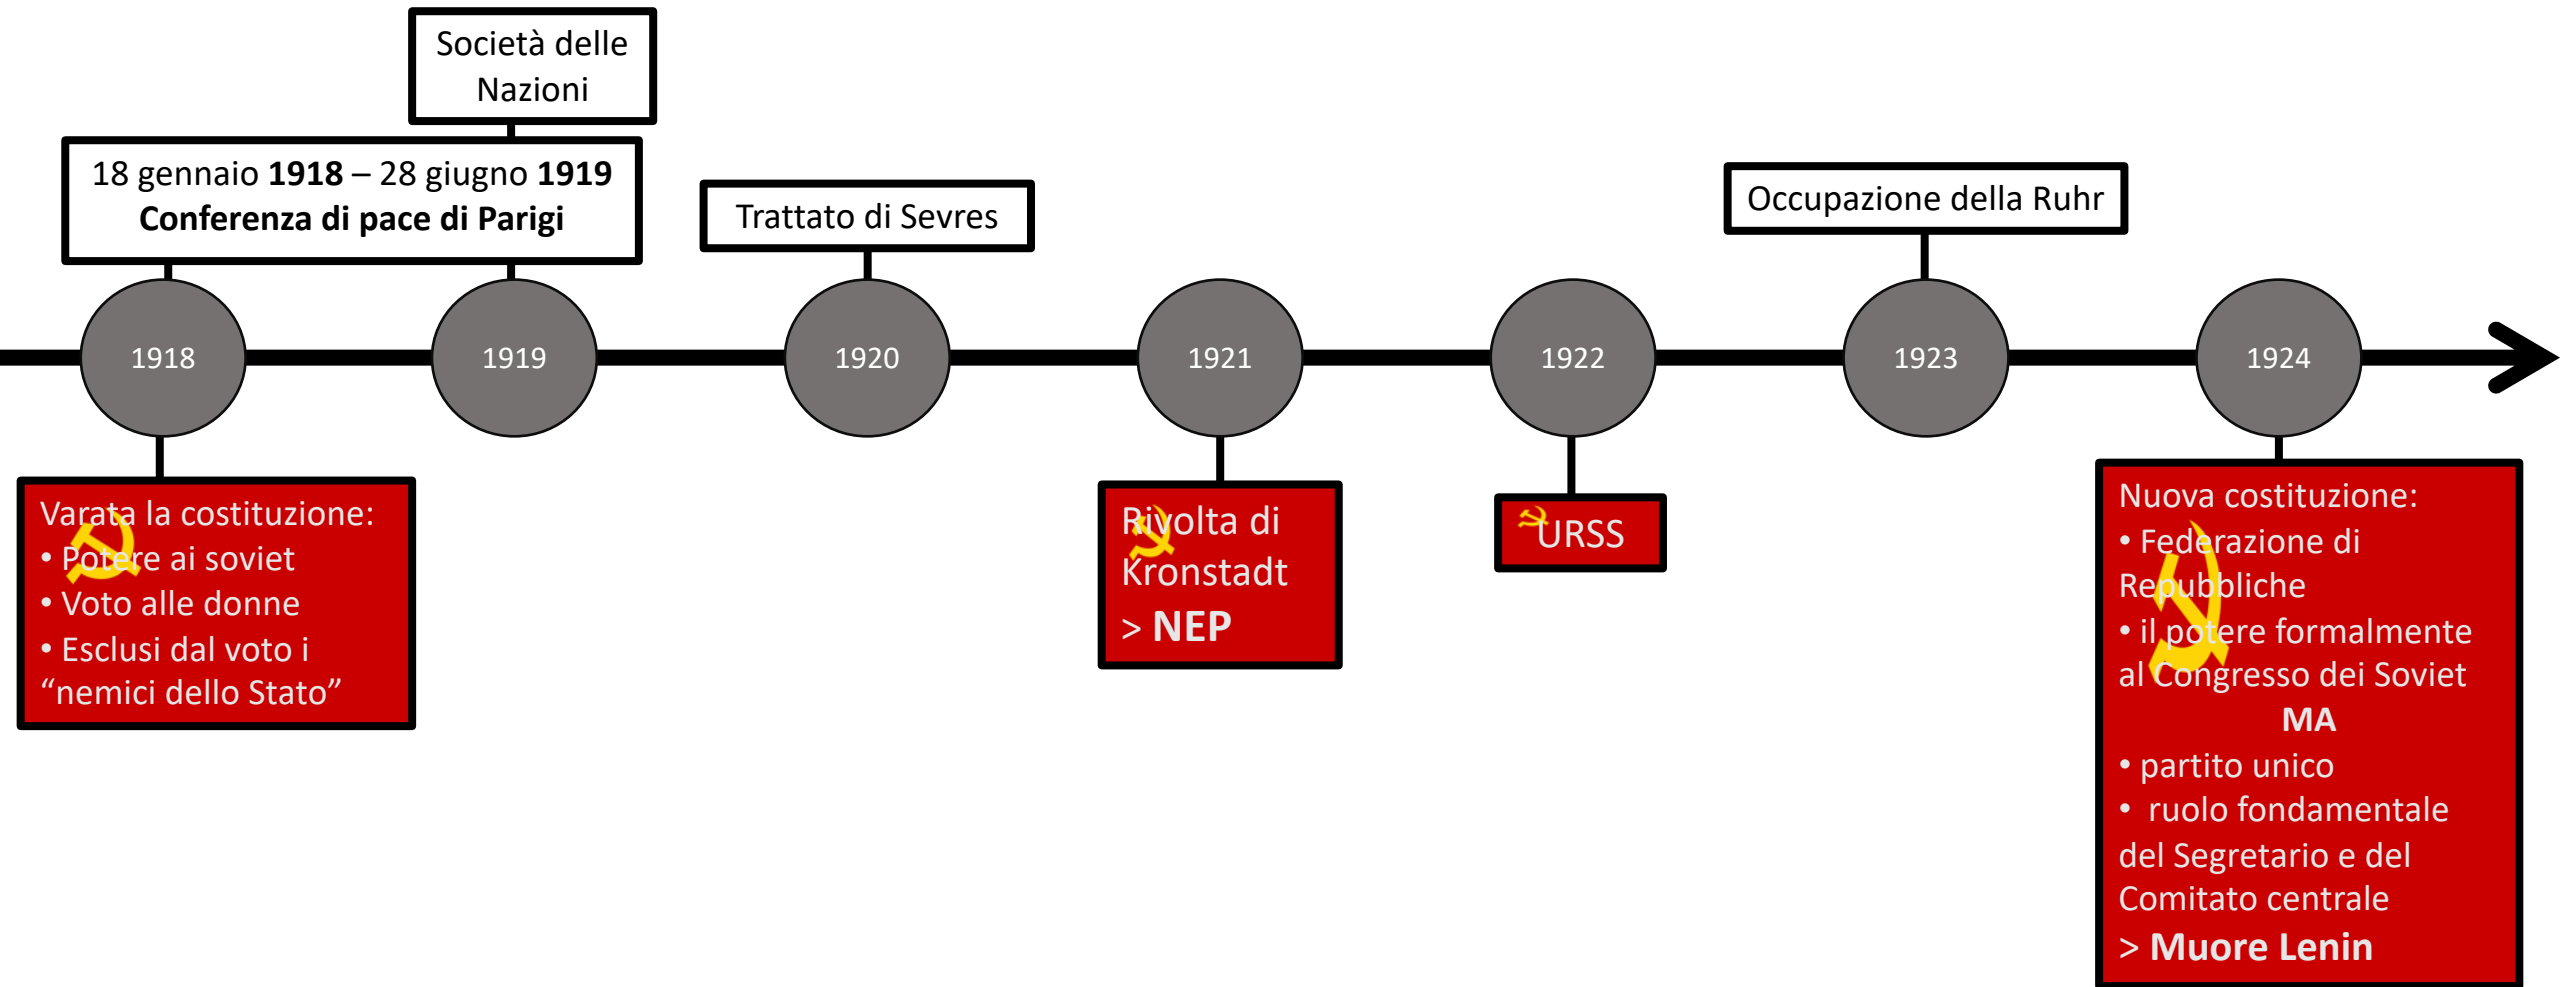 Società delle
Nazioni
18 gennaio 1918 – 28 giugno 1919
Conferenza di pace di Parigi
Trattato di Sevres
Occupazione della Ruhr
1918
1919
1920
1921
1922
1923
1924
Varata la costituzione:
• Potere ai soviet
• Voto alle donne
• Esclusi dal voto i
“nemici dello Stato”
Rivolta di
Kronstadt
> NEP
URSS
Nuova costituzione:
• Federazione di
Repubbliche
• il potere formalmente
al Congresso dei Soviet
MA
• partito unico
• ruolo fondamentale
del Segretario e del
Comitato centrale
> Muore Lenin